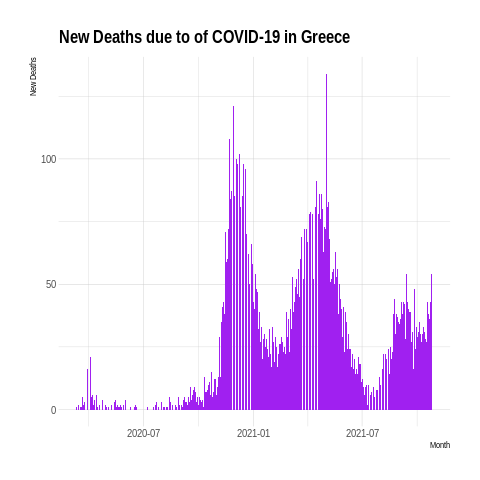 New Deaths due to of COVID-19 in Greece
New Deaths
100
50
0
2020-07
2021-01
2021-07
Month